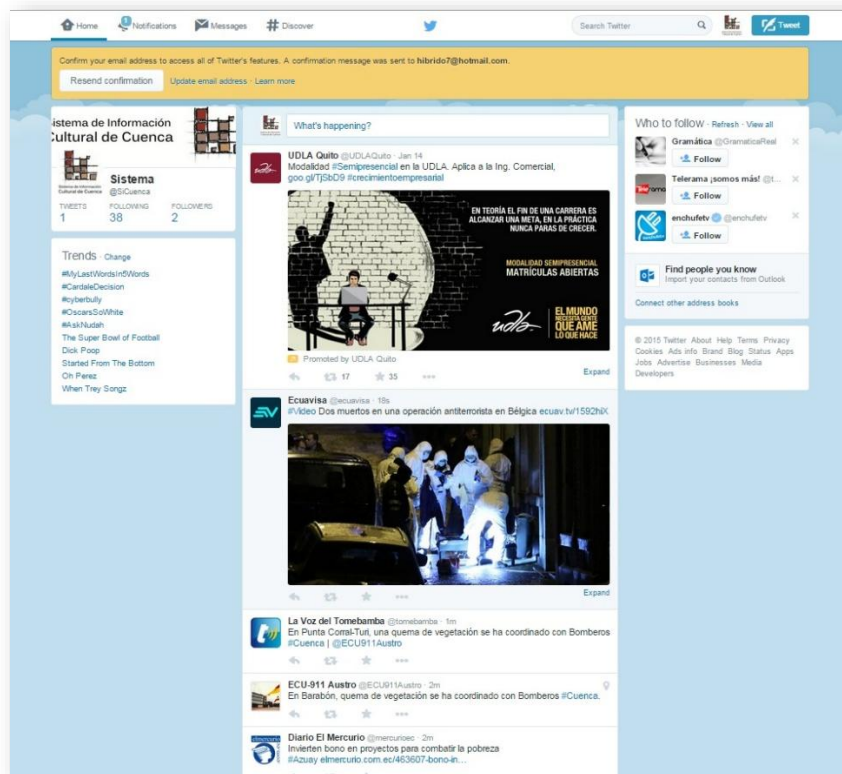 Home
1
Notifications
Messages
Discover
Search Twitter
Tweet
Confirm your email address to access all of Twitter's features. A confirmation message was sent to hibrido7@hotmail.com.
Resend confirmation
Update email address · Learn more
Sistema de Información
Cultural de Cuenca
Sistema
@SiCuenca
TWEETS
FOLLOWING
FOLLOWERS
1
38
2
Trends · Change
#MyLastWordsIn5Words
#CardaleDecision
#cyberbully
#OscarsSoWhite
#AskNudah
The Super Bowl of Football
Dick Poop
Started From The Bottom
Oh Perez
When Trey Songz
What's happening?
UDLA Quito @UDLAQuito · Jan 14
Modalidad #Semipresencial en la UDLA. Aplica a la Ing. Comercial,
goo.gl/TjSbD9 #crecimientoempresarial
EN TEORÍA EL FIN DE UNA CARRERA ES
ALCANZAR UNA META, EN LA PRÁCTICA
NUNCA PARAS DE CRECER.
MODALIDAD SEMIPRESENCIAL
MATRÍCULAS ABIERTAS
udla
EL MUNDO
NECESITA GENTE
QUE AME
LO QUE HACE
Promoted by UDLA Quito
17
35
Expand
Ecuavisa @ecuavisa · 18s
#Video Dos muertos en una operación antiterrorista en Bélgica ecuav.tv/1592hiX
Expand
La Voz del Tomebamba @tomebamba · 1m
En Punta Corral-Turi, una quema de vegetación se ha coordinado con Bomberos
#Cuenca | @ECU911Austro
ECU-911 Austro @ECU911Austro · 2m
En Barabón, quema de vegetación se ha coordinado con Bomberos #Cuenca.
Diario El Mercurio @mercurioec · 2m
Invierten bono en proyectos para combatir la pobreza
#Azuay elmercurio.com.ec/463607-bono-in...
Who to follow · Refresh · View all
Gramática @GramaticaReal
Follow
Telerama ¡somos más! @t...
Follow
enchufetv @enchufetv
Follow
Find people you know
Import your contacts from Outlook
Connect other address books
© 2015 Twitter About Help Terms Privacy
Cookies Ads info Brand Blog Status Apps
Jobs Advertise Businesses Media
Developers